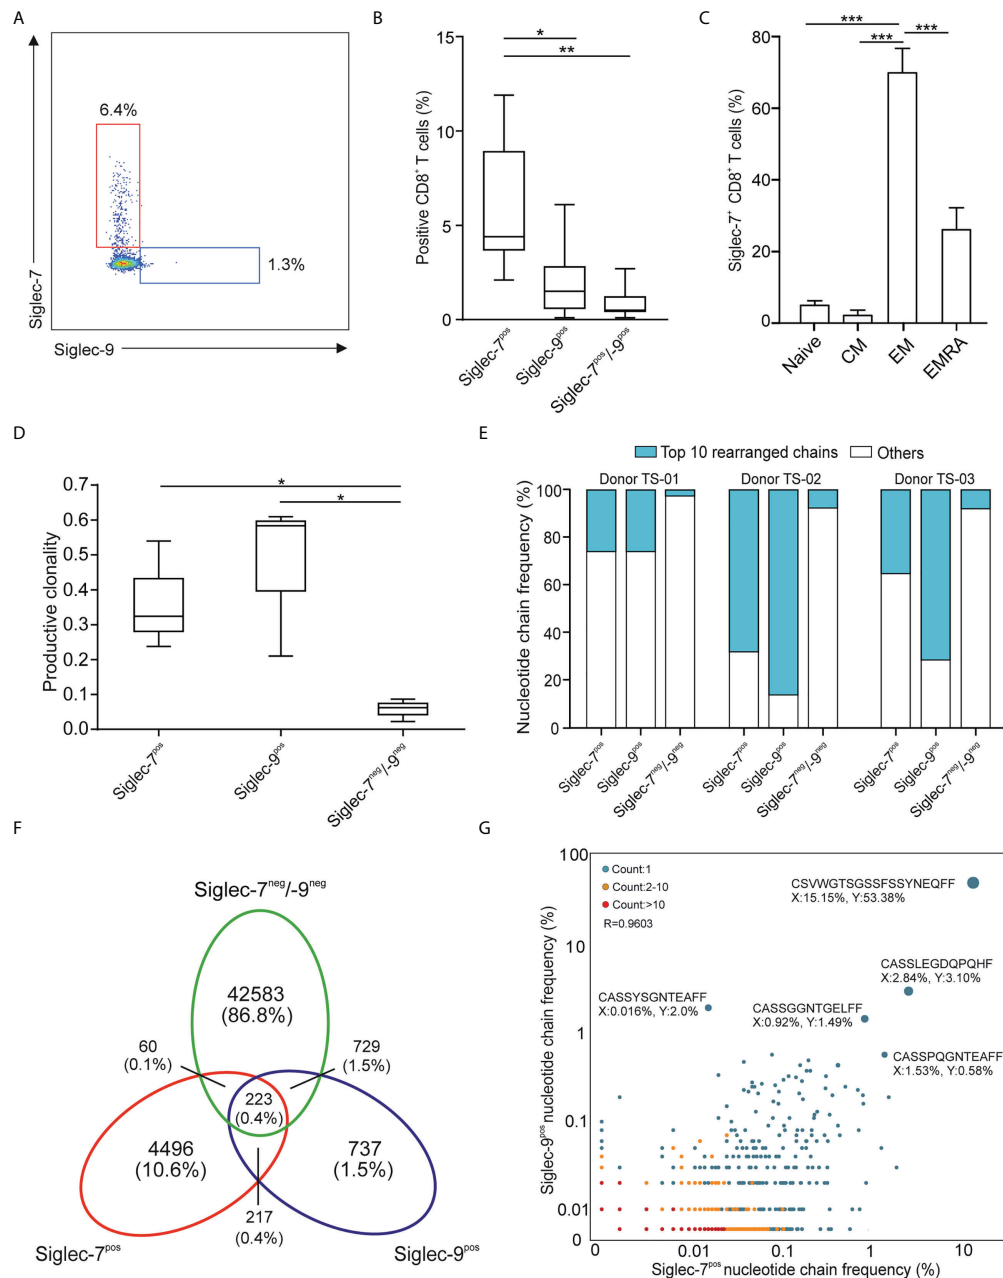 A
6.4%
1.3%
Siglec-7
Siglec-9
B
Positive CD8⁺ T cells (%)
15
10
5
0
*
**
Siglec-7ᵖᵒˢ
Siglec-9ᵖᵒˢ
Siglec-7ᵖᵒˢ/-9ᵖᵒˢ
C
Siglec-7⁺ CD8⁺ T cells (%)
80
60
40
20
0
***
***
***
Naive
CM
EM
EMRA
D
Productive clonality
0.7
0.6
0.5
0.4
0.3
0.2
0.1
0.0
*
*
Siglec-7ᵖᵒˢ
Siglec-9ᵖᵒˢ
Siglec-7ⁿᵉᵍ/-9ⁿᵉᵍ
E
Top 10 rearranged chains
Others
Donor TS-01
Donor TS-02
Donor TS-03
Nucleotide chain frequency (%)
100
80
60
40
20
0
Siglec-7ᵖᵒˢ
Siglec-9ᵖᵒˢ
Siglec-7ⁿᵉᵍ/-9ⁿᵉᵍ
Siglec-7ᵖᵒˢ
Siglec-9ᵖᵒˢ
Siglec-7ⁿᵉᵍ/-9ⁿᵉᵍ
Siglec-7ᵖᵒˢ
Siglec-9ᵖᵒˢ
Siglec-7ⁿᵉᵍ/-9ⁿᵉᵍ
F
Siglec-7ⁿᵉᵍ/-9ⁿᵉᵍ
42583
(86.8%)
60
(0.1%)
729
(1.5%)
223
(0.4%)
4496
(10.6%)
737
(1.5%)
217
(0.4%)
Siglec-7ᵖᵒˢ
Siglec-9ᵖᵒˢ
G
Siglec-9ᵖᵒˢ nucleotide chain frequency (%)
100
10
1
0.1
0.01
0
Count:1
Count:2-10
Count:>10
R=0.9603
CSVWGTSGSSFSSYNEQFF
X:15.15%, Y:53.38%
CASSLEGDQPQHF
X:2.84%, Y:3.10%
CASSYSGNTEAFF
X:0.016%, Y:2.0%
CASSGGNTGELFF
X:0.92%, Y:1.49%
CASSPQGNTEAFF
X:1.53%, Y:0.58%
0
0.01
0.1
1
10
Siglec-7ᵖᵒˢ nucleotide chain frequency (%)